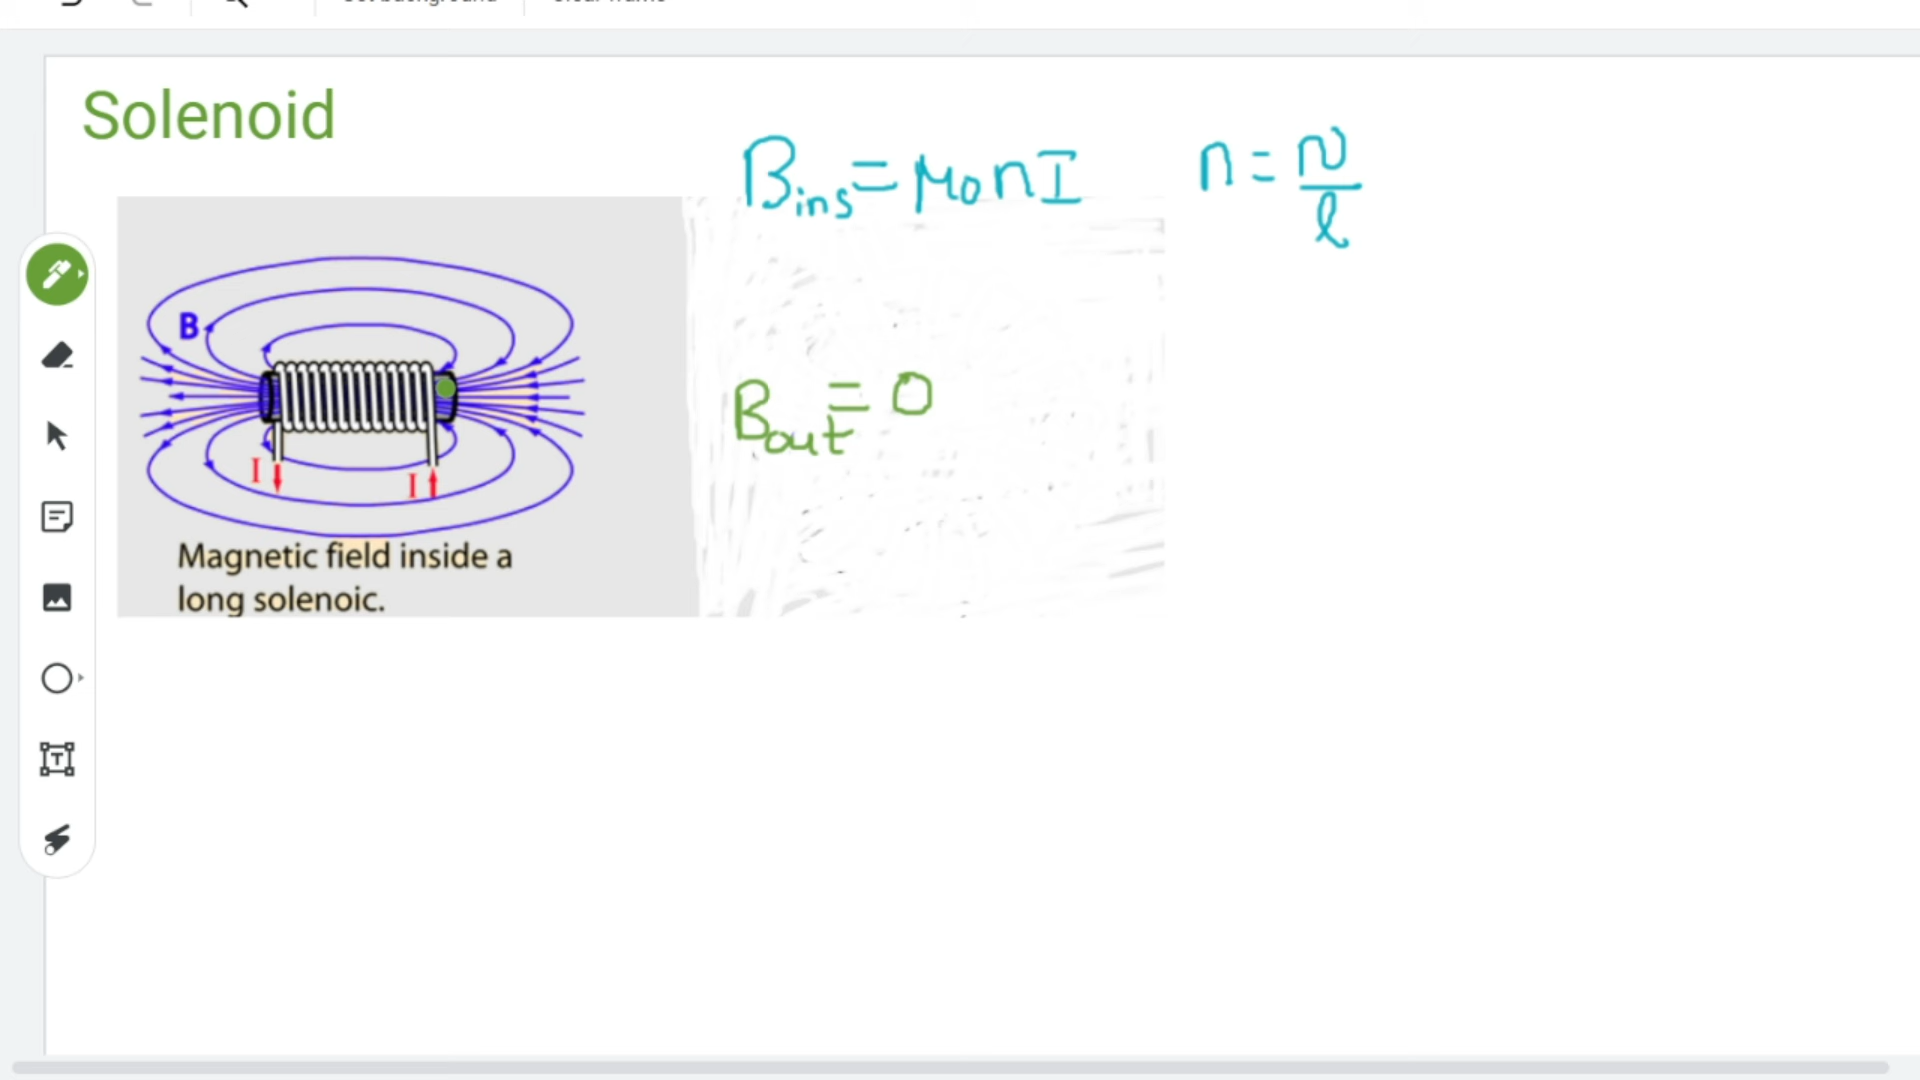 Solenoid
B_ins = μ₀nI
n = N/l
B
B_out = 0
I
I
Magnetic field inside a
long solenoic.